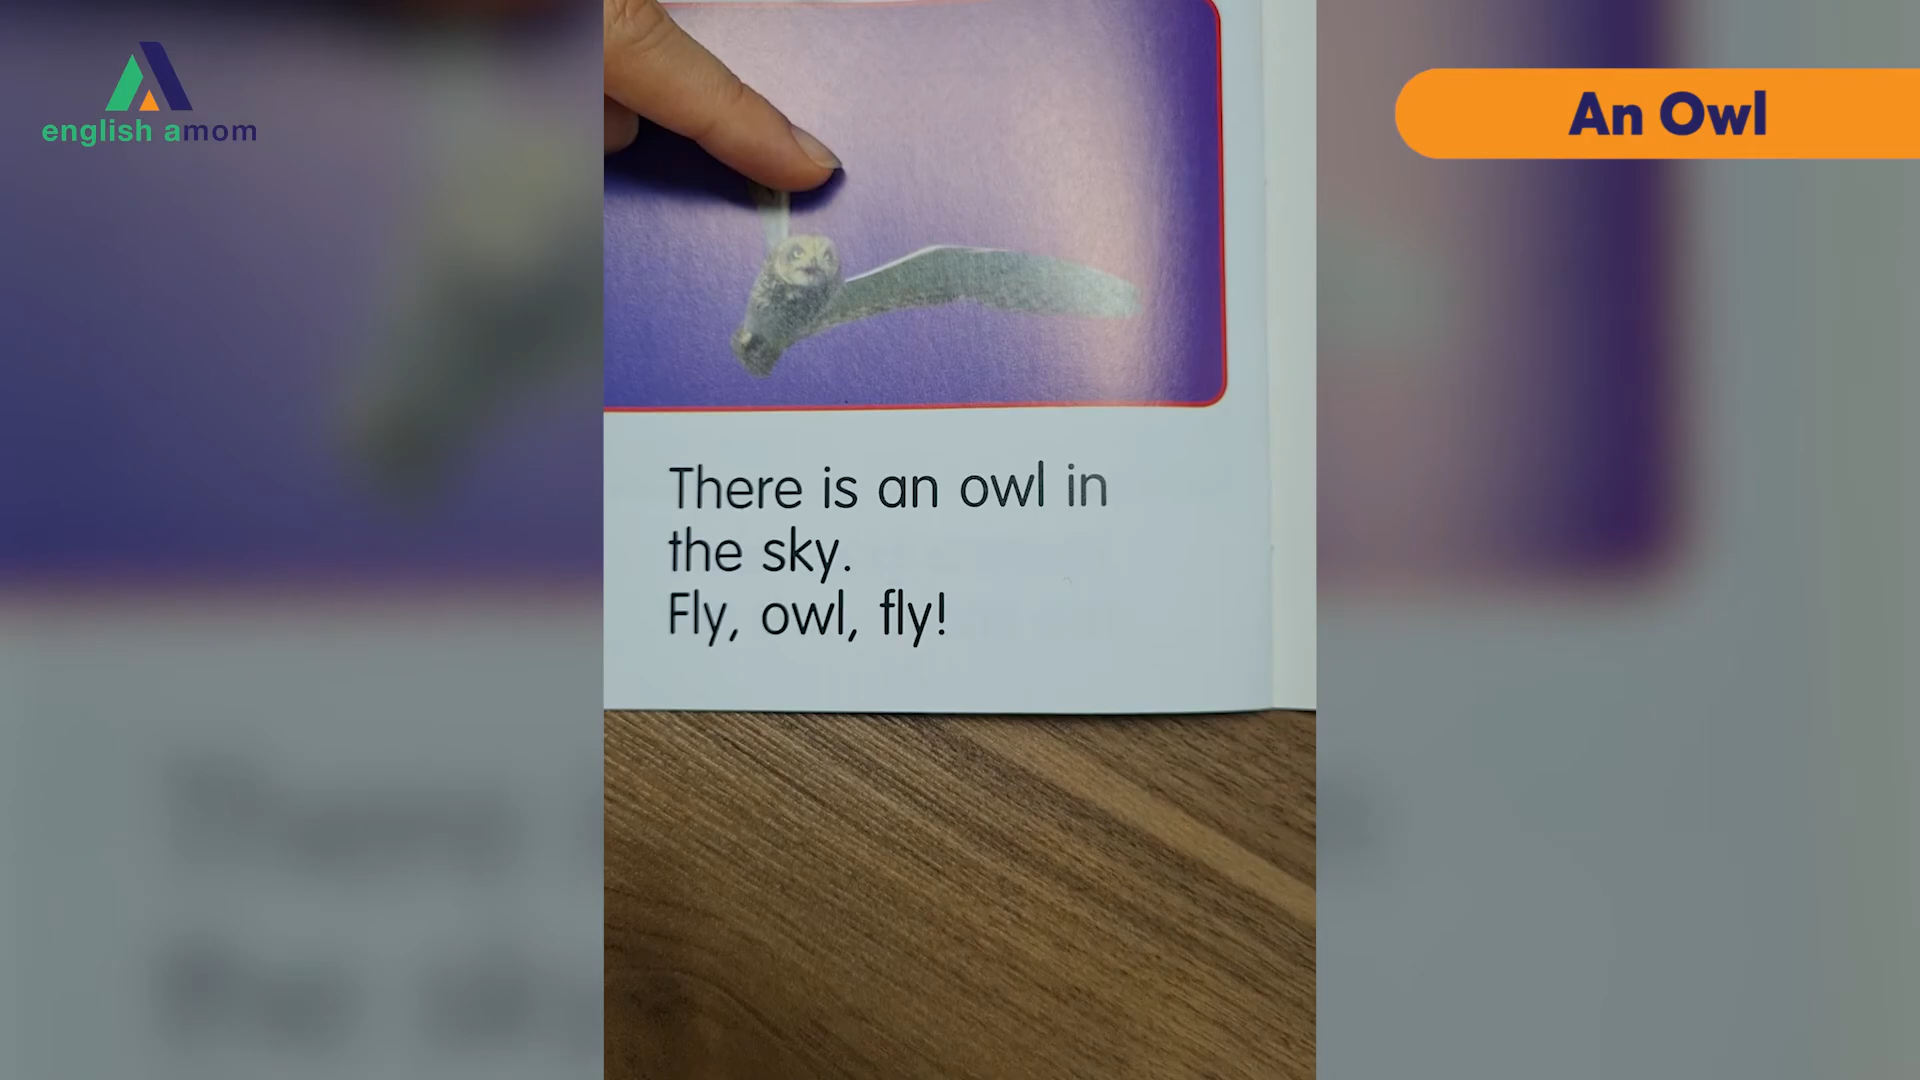 english amom
An Owl
There is an owl in
the sky.
Fly, owl, fly!